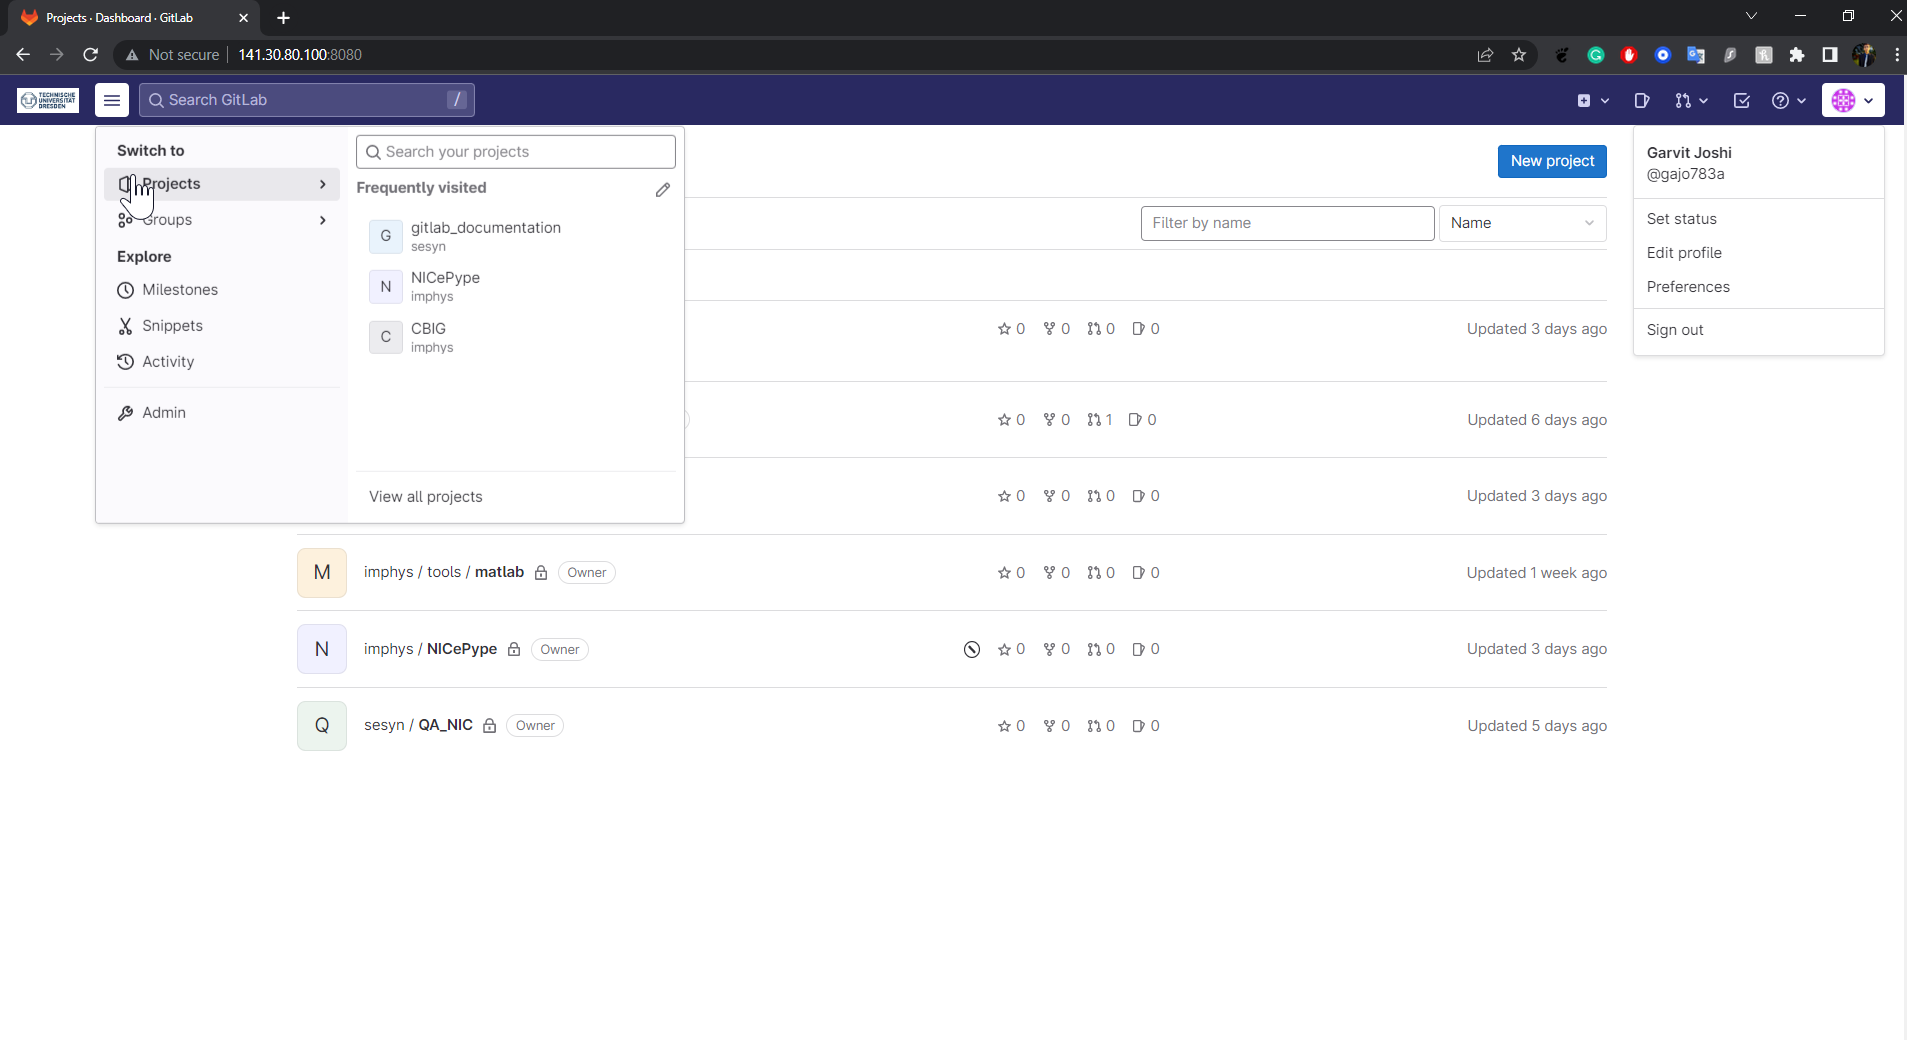 Projects · Dashboard · GitLab
Not secure 141.30.80.100:8080
TECHNISCHE
UNIVERSITÄT
DRESDEN
Search GitLab /
Switch to
Projects
Groups
Explore
Milestones
Snippets
Activity
Admin
Search your projects
Frequently visited
G gitlab_documentation
sesyn
N NICePype
imphys
C CBIG
imphys
View all projects
New project
Filter by name Name
Garvit Joshi
@gajo783a
Set status
Edit profile
Preferences
Sign out
0 0 0 0 Updated 3 days ago
0 0 1 0 Updated 6 days ago
0 0 0 0 Updated 3 days ago
M imphys / tools / matlab Owner 0 0 0 0 Updated 1 week ago
N imphys / NICePype Owner 0 0 0 0 Updated 3 days ago
Q sesyn / QA_NIC Owner 0 0 0 0 Updated 5 days ago